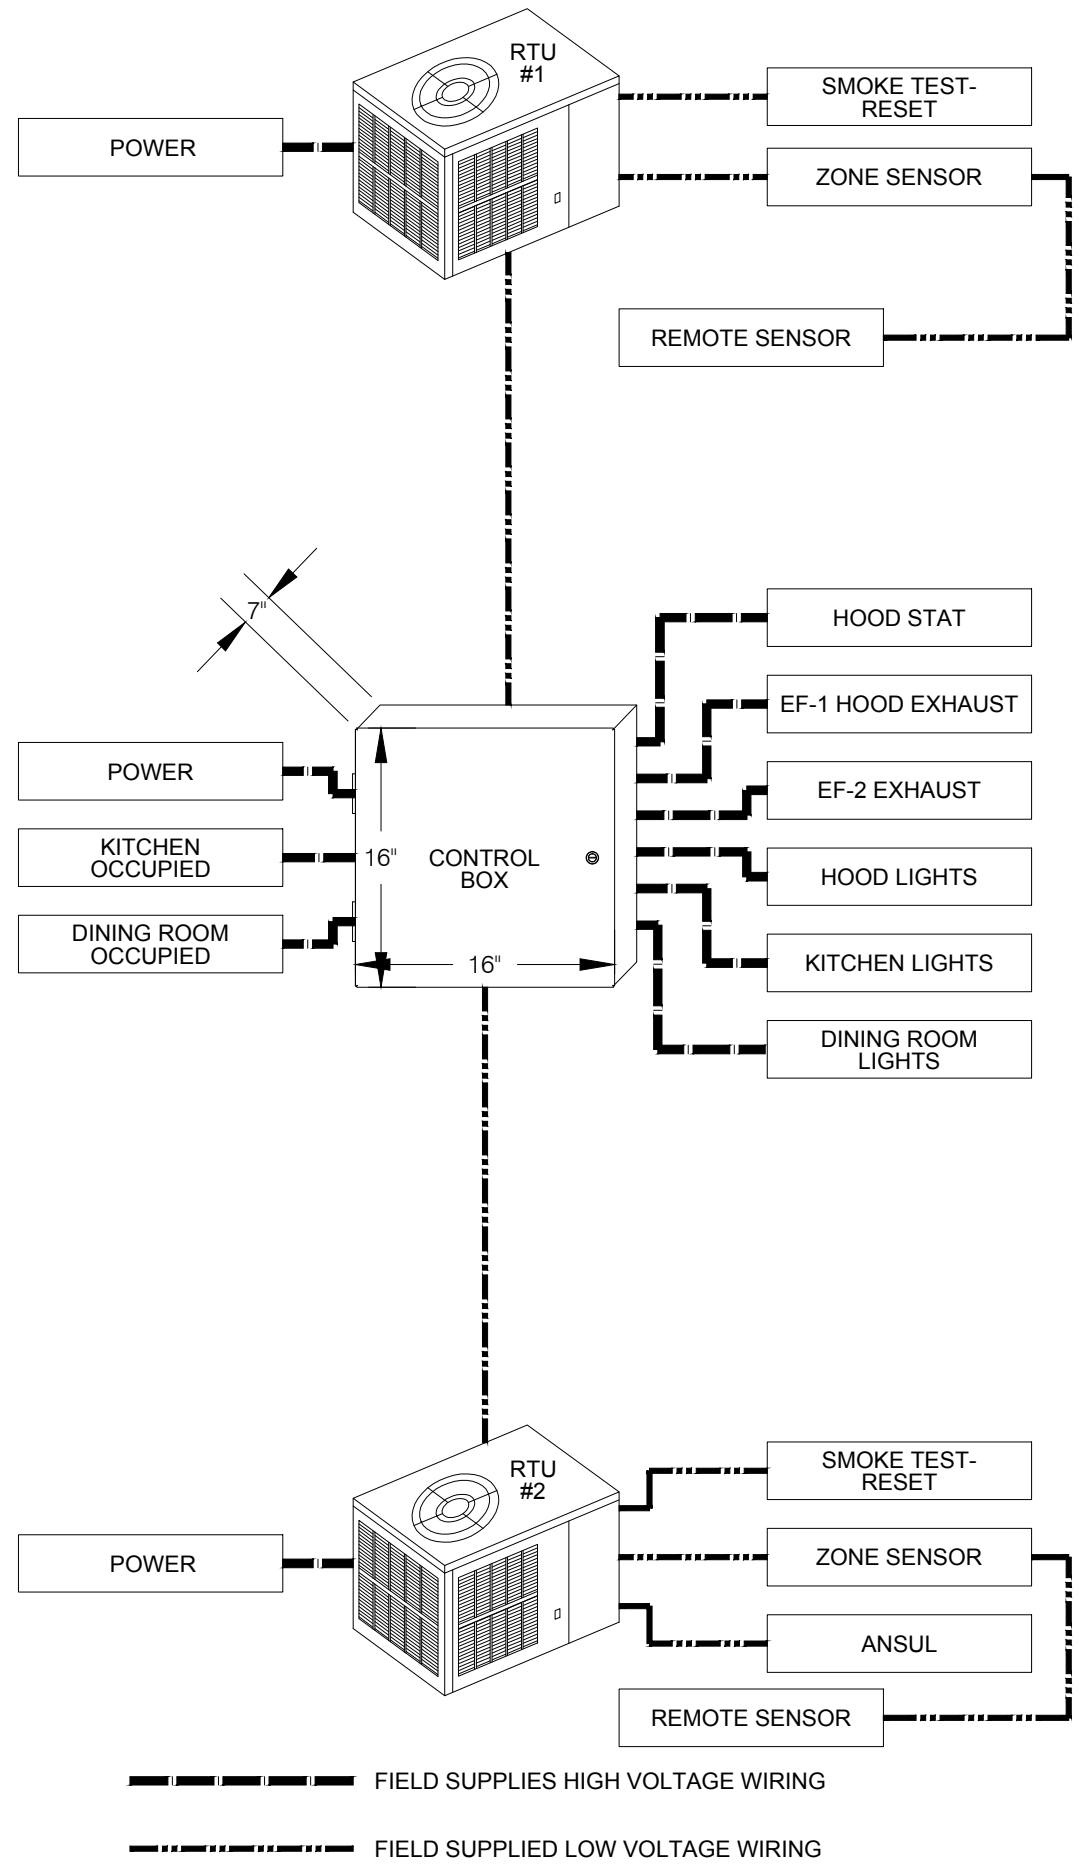 RTU
#1
SMOKE TEST-
RESET
POWER
ZONE SENSOR
REMOTE SENSOR
7"
HOOD STAT
EF-1 HOOD EXHAUST
POWER
EF-2 EXHAUST
KITCHEN
OCCUPIED
16"
CONTROL
BOX
HOOD LIGHTS
DINING ROOM
OCCUPIED
16"
KITCHEN LIGHTS
DINING ROOM
LIGHTS
RTU
#2
SMOKE TEST-
RESET
POWER
ZONE SENSOR
ANSUL
REMOTE SENSOR
FIELD SUPPLIES HIGH VOLTAGE WIRING
FIELD SUPPLIED LOW VOLTAGE WIRING